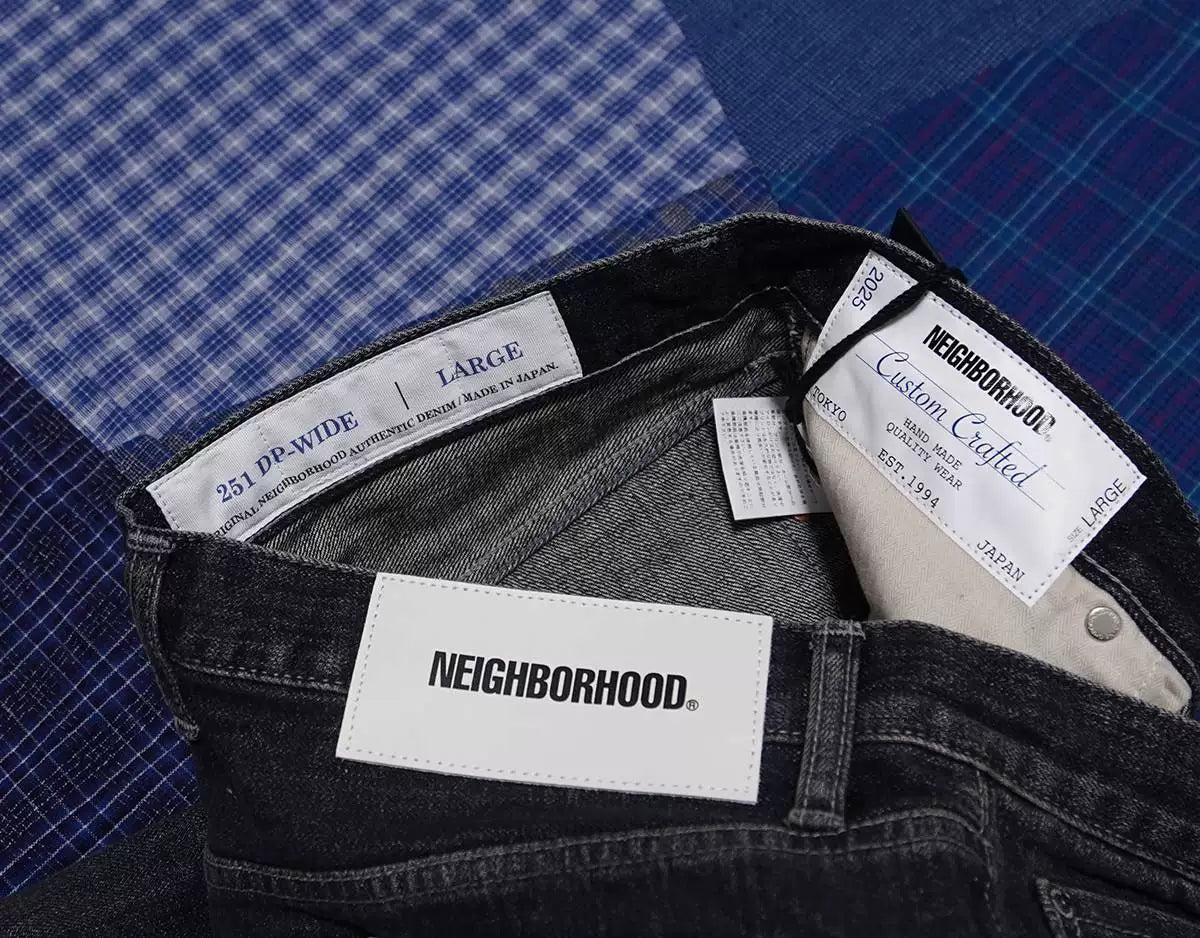 251 DP-WIDE | LARGE
IGINAL NEIGHBORHOOD AUTHENTIC DENIM / MADE IN JAPAN.
2025
NEIGHBORHOOD®
Custom Crafted
TOKYO
HAND MADE
QUALITY WEAR
EST.1994
SIZE LARGE
JAPAN
NEIGHBORHOOD®